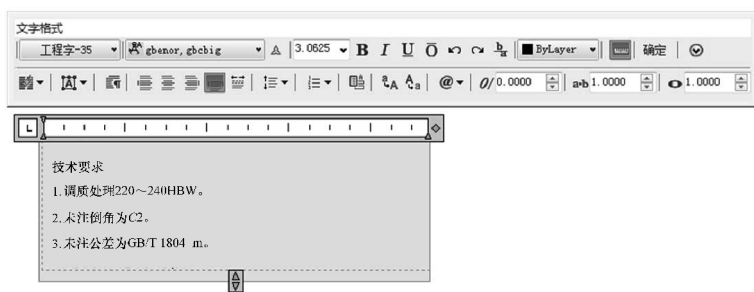 文字格式
工程字-35 gbenor, gbcbig 3.0625 B I U O b/a ByLayer 确定
@ 0/ 0.0000 a•b 1.0000 1.0000
技术要求
1.调质处理220～240HBW。
2.未注倒角为C2。
3.未注公差为GB/T 1804 m。